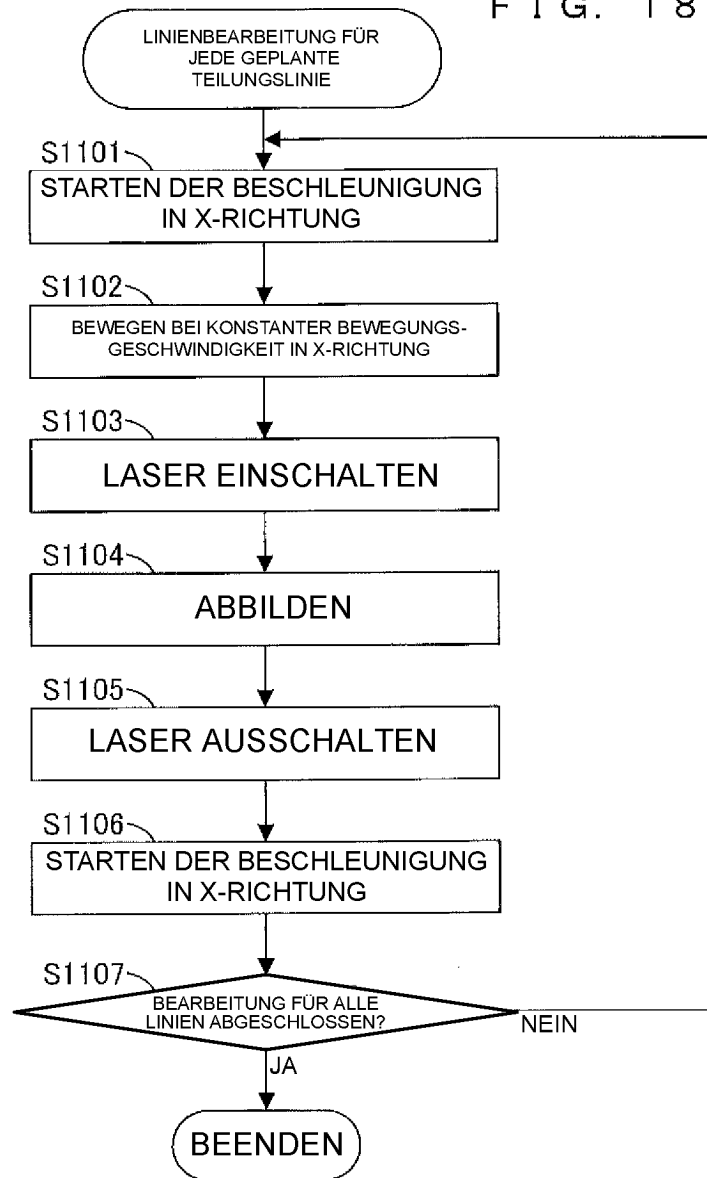 FIG. 18
LINIENBEARBEITUNG FÜR
JEDE GEPLANTE
TEILUNGSLINIE
S1101
STARTEN DER BESCHLEUNIGUNG
IN X-RICHTUNG
S1102
BEWEGEN BEI KONSTANTER BEWEGUNGS-
GESCHWINDIGKEIT IN X-RICHTUNG
S1103
LASER EINSCHALTEN
S1104
ABBILDEN
S1105
LASER AUSSCHALTEN
S1106
STARTEN DER BESCHLEUNIGUNG
IN X-RICHTUNG
S1107
BEARBEITUNG FÜR ALLE
LINIEN ABGESCHLOSSEN?
NEIN
JA
BEENDEN